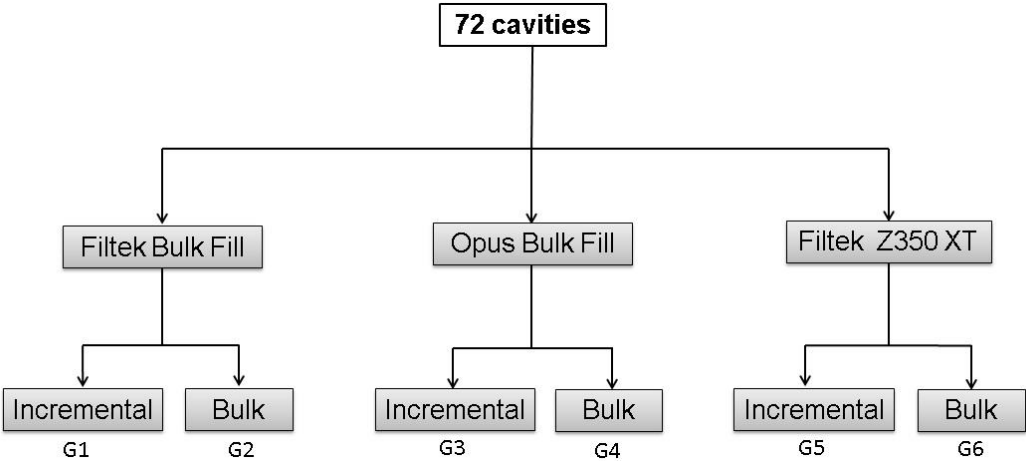 72 cavities
Filtek Bulk Fill
Opus Bulk Fill
Filtek Z350 XT
Incremental
Bulk
Incremental
Bulk
Incremental
Bulk
G1
G2
G3
G4
G5
G6